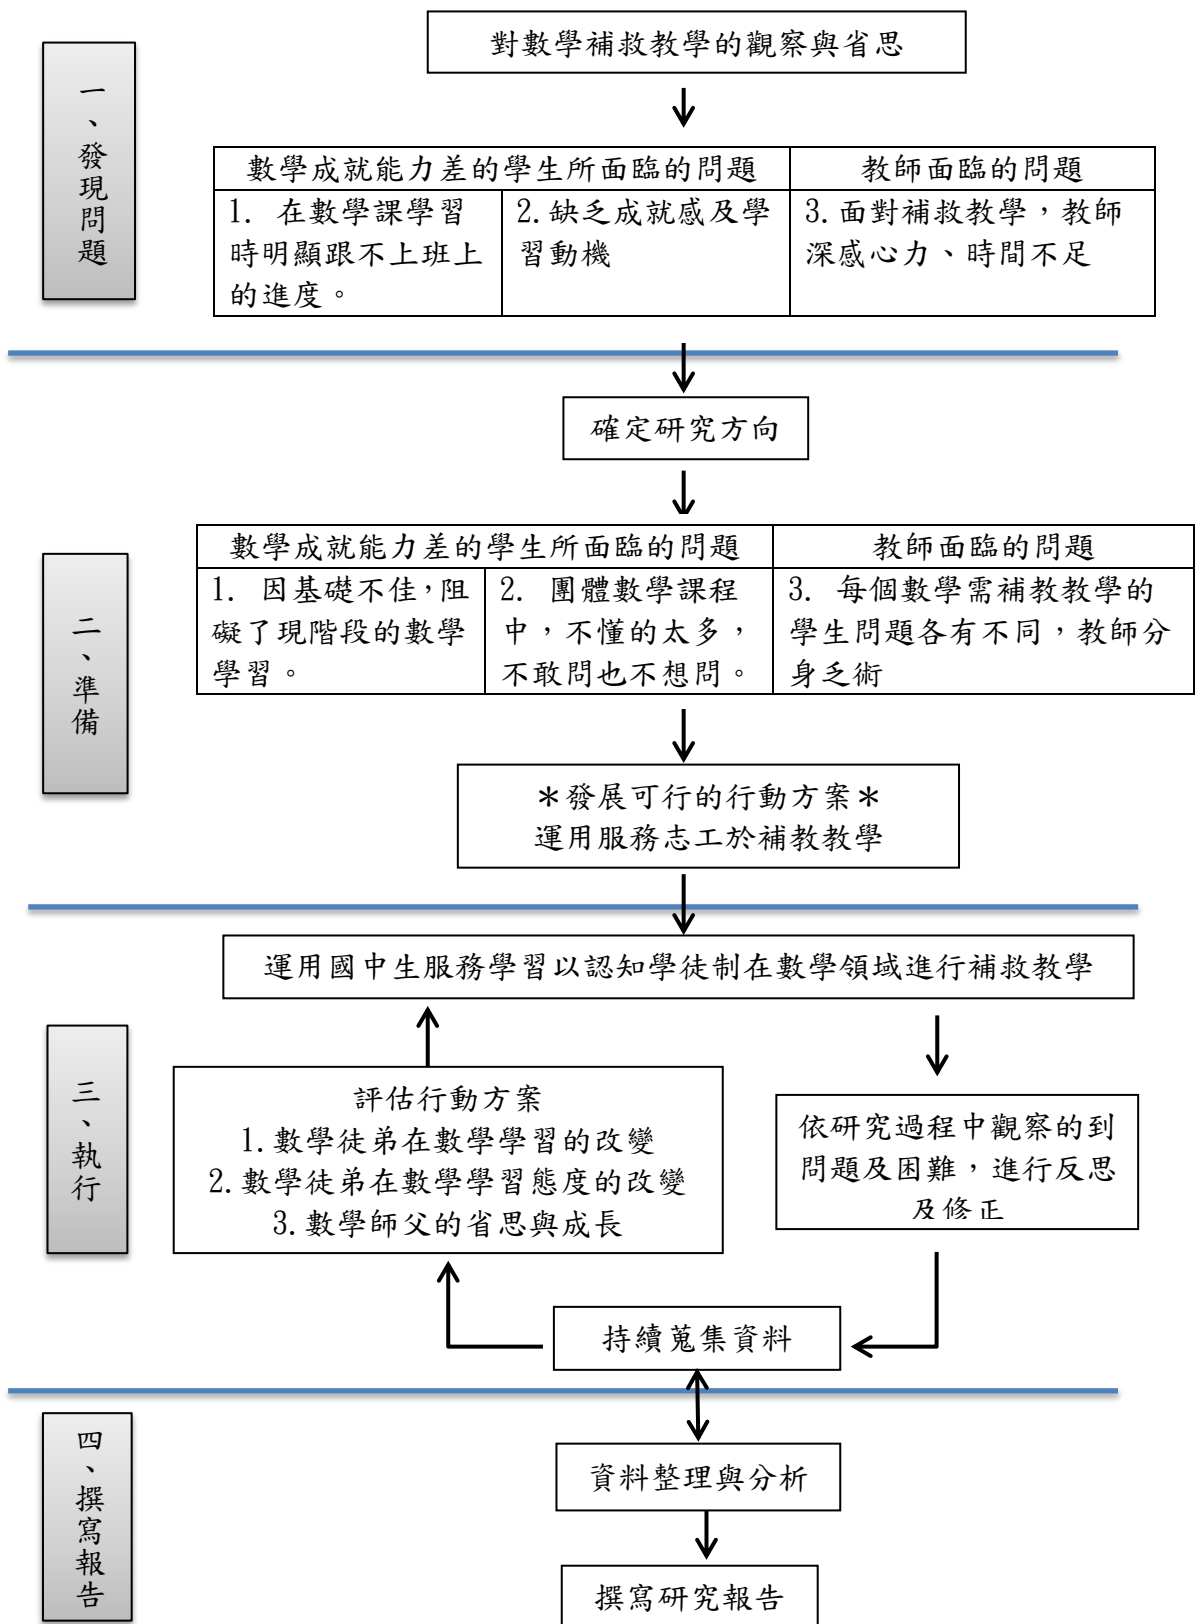 對數學補救教學的觀察與省思
一、發現問題
數學成就能力差的學生所面臨的問題
教師面臨的問題
1. 在數學課學習
時明顯跟不上班上
的進度。
2.缺乏成就感及學
習動機
3.面對補救教學，教師
深感心力、時間不足
確定研究方向
二、準備
數學成就能力差的學生所面臨的問題
教師面臨的問題
1. 因基礎不佳，阻
礙了現階段的數學
學習。
2. 團體數學課程
中，不懂的太多，
不敢問也不想問。
3. 每個數學需補教教學的
學生問題各有不同，教師分
身乏術
＊發展可行的行動方案＊
運用服務志工於補教教學
運用國中生服務學習以認知學徒制在數學領域進行補救教學
三、執行
評估行動方案
1.數學徒弟在數學學習的改變
2.數學徒弟在數學學習態度的改變
3.數學師父的省思與成長
依研究過程中觀察的到
問題及困難，進行反思
及修正
持續蒐集資料
四、撰寫報告
資料整理與分析
撰寫研究報告